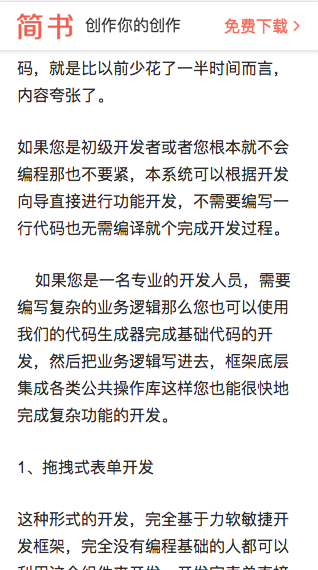 简书 创作你的创作 免费下载
码，就是比以前少花了一半时间而言，
内容夸张了。
如果您是初级开发者或者您根本就不会
编程那也不要紧，本系统可以根据开发
向导直接进行功能开发，不需要编写一
行代码也无需编译就个完成开发过程。
如果您是一名专业的开发人员，需要
编写复杂的业务逻辑那么您也可以使用
我们的代码生成器完成基础代码的开
发，然后把业务逻辑写进去，框架底层
集成各类公共操作库这样您也能很快地
完成复杂功能的开发。
1、拖拽式表单开发
这种形式的开发，完全基于力软敏捷开
发框架，完全没有编程基础的人都可以